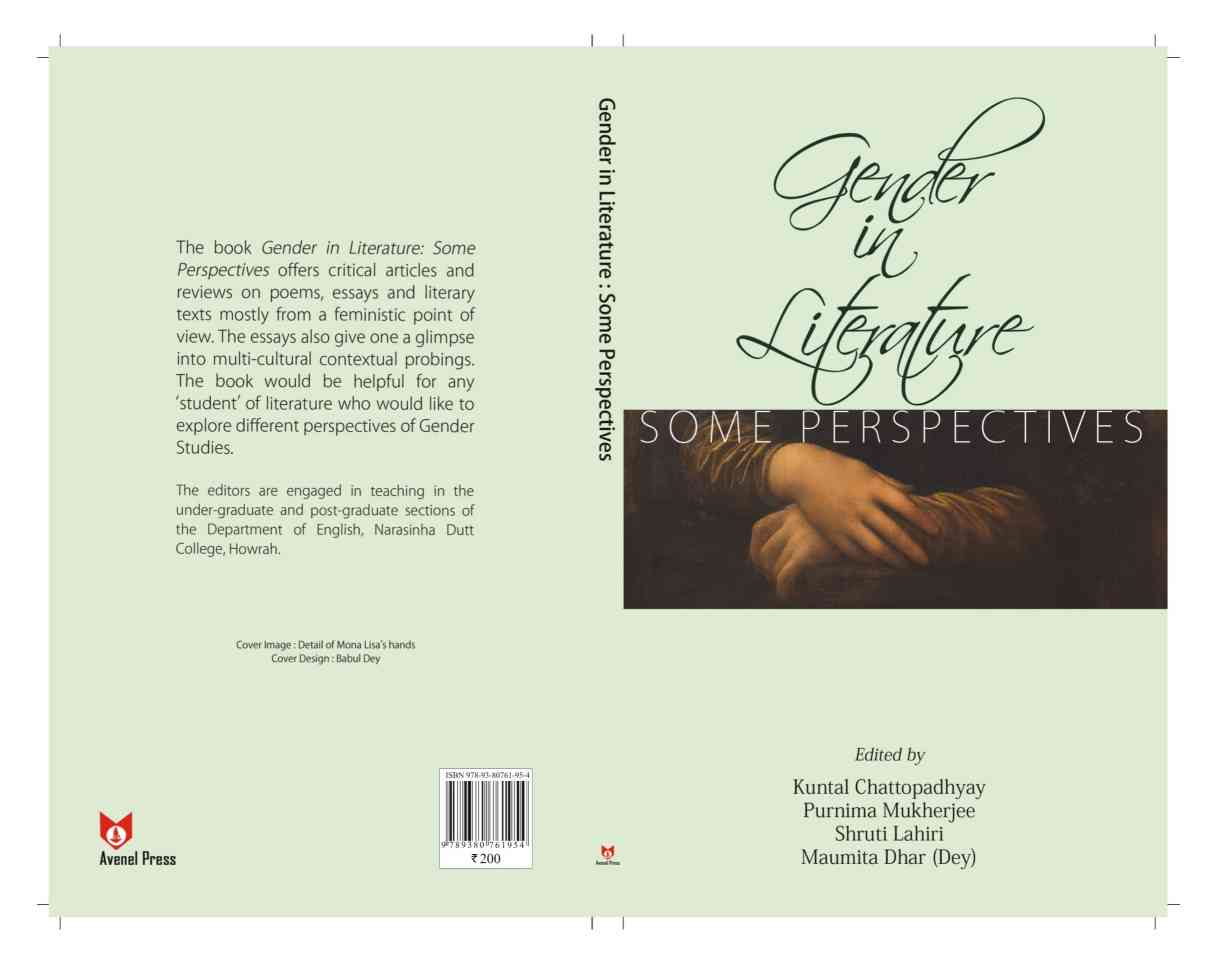 The book Gender in Literature: Some
Perspectives offers critical articles and
reviews on poems, essays and literary
texts mostly from a feministic point of
view. The essays also give one a glimpse
into multi-cultural contextual probings.
The book would be helpful for any
‘student’ of literature who would like to
explore different perspectives of Gender
Studies.
The editors are engaged in teaching in the
under-graduate and post-graduate sections of
the Department of English, Narasinha Dutt
College, Howrah.
Cover Image : Detail of Mona Lisa's hands
Cover Design : Babul Dey
Avenel Press
ISBN 978-93-80761-95-4
9 789380 761954
₹ 200
Gender in Literature : Some Perspectives
Avenel Press
Gender
in
Literature
SOME PERSPECTIVES
Edited by
Kuntal Chattopadhyay
Purnima Mukherjee
Shruti Lahiri
Maumita Dhar (Dey)